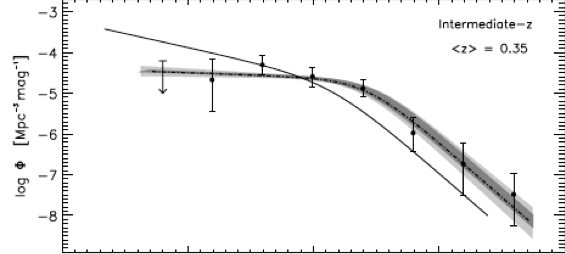 Intermediate-z
<z> = 0.35
log Φ [Mpc⁻³ mag⁻¹]
-3
-4
-5
-6
-7
-8